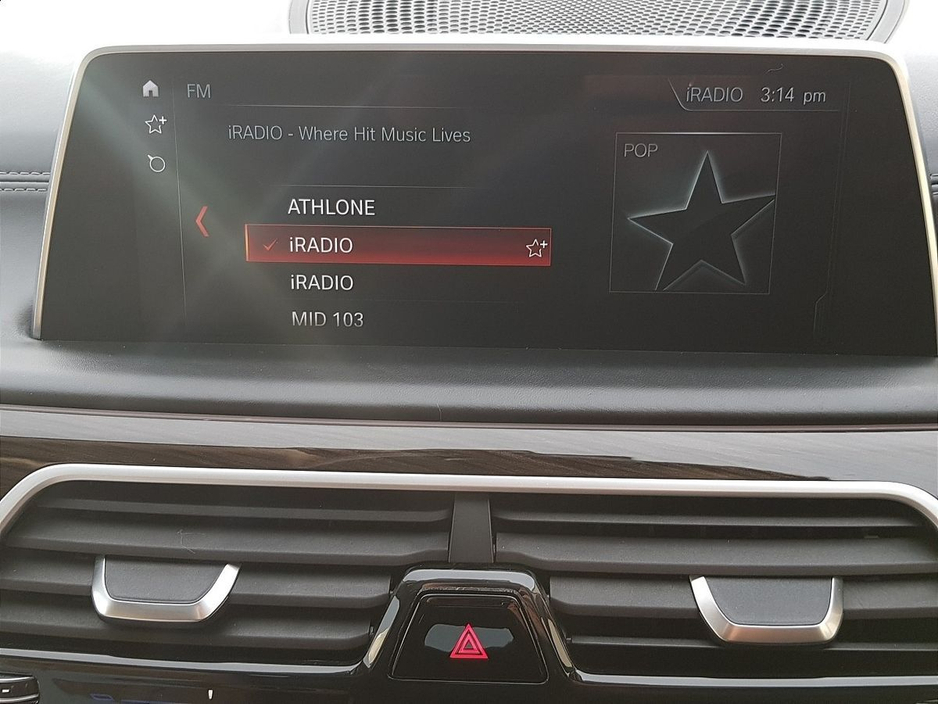 FM
iRADIO 3:14 pm
iRADIO - Where Hit Music Lives
POP
ATHLONE
iRADIO
iRADIO
MID 103